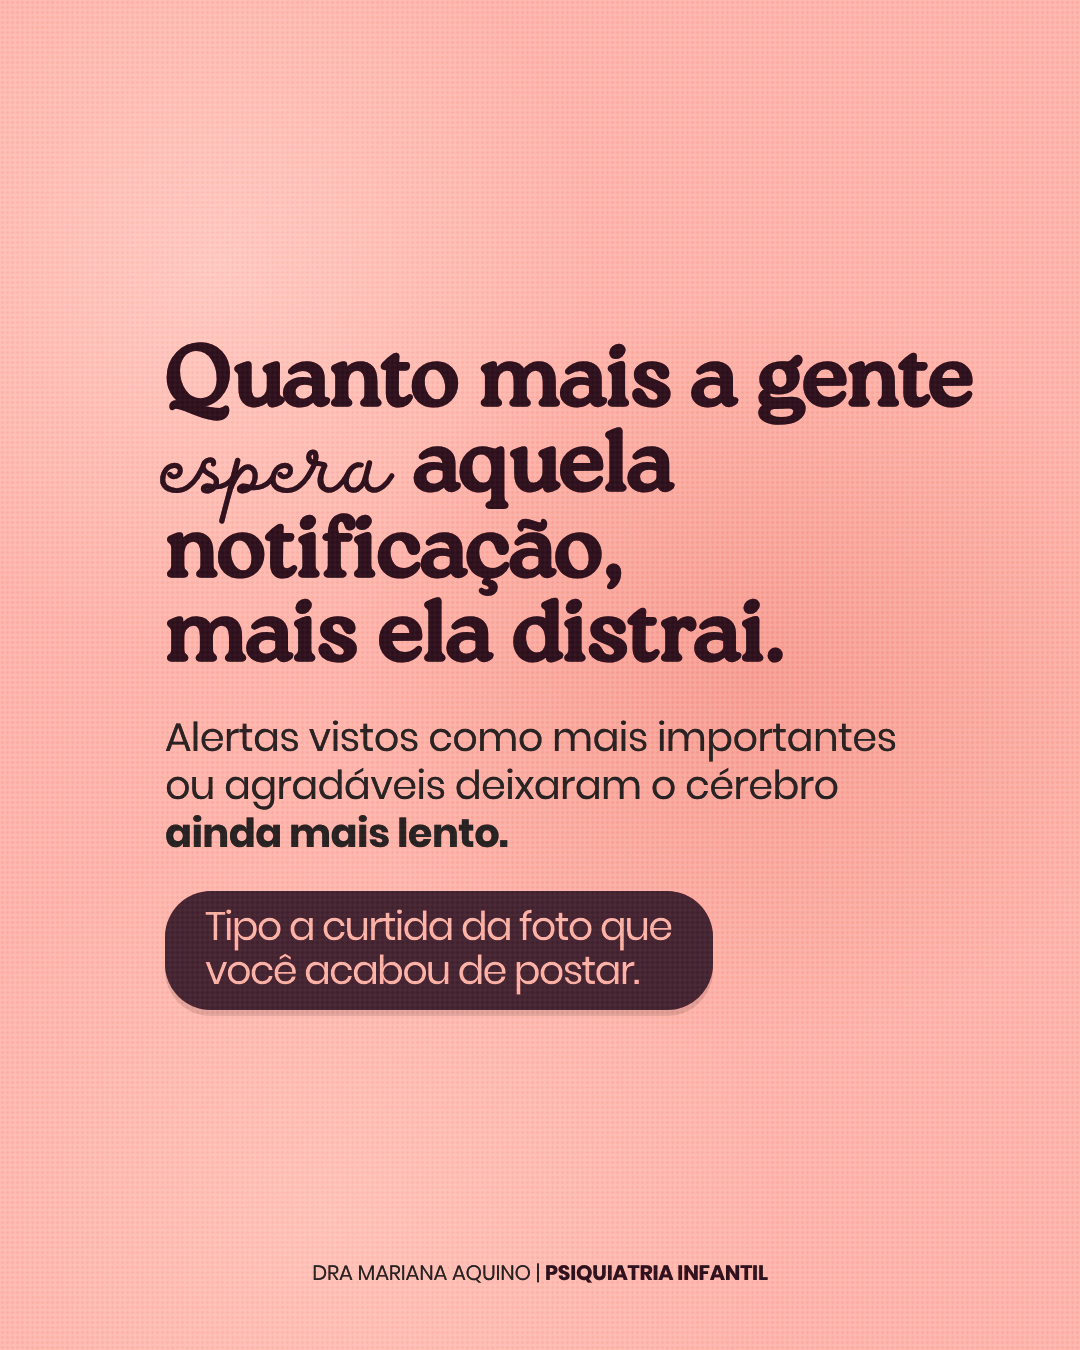 Quanto mais a gente
espera aquela
notificação,
mais ela distrai.
Alertas vistos como mais importantes
ou agradáveis deixaram o cérebro
ainda mais lento.
Tipo a curtida da foto que
você acabou de postar.
DRA MARIANA AQUINO | PSIQUIATRIA INFANTIL